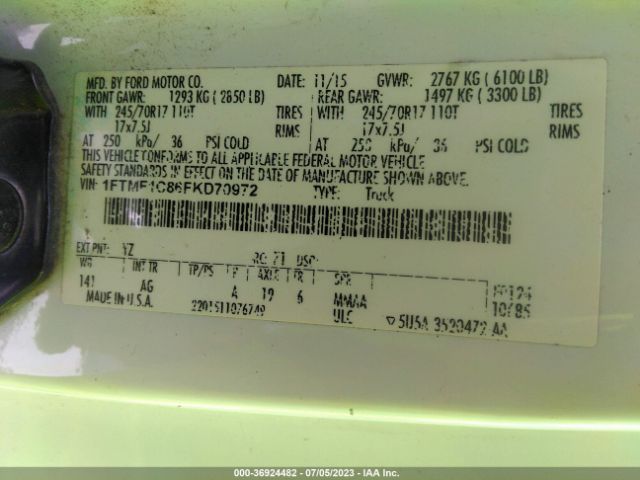 MFD. BY FORD MOTOR CO. DATE: 11/15 GVWR: 2767 KG ( 6100 LB)
FRONT GAWR: 1293 KG ( 2850 LB) REAR GAWR: 1497 KG ( 3300 LB)
WITH 245/70R17 110T TIRES WITH 245/70R17 110T TIRES
17x7.5J RIMS 17x7.5J RIMS
AT 250 kPa/ 36 PSI COLD AT 250 kPa/ 36 PSI COLD
THIS VEHICLE CONFORMS TO ALL APPLICABLE FEDERAL MOTOR VEHICLE
SAFETY STANDARDS IN EFFECT ON THE DATE OF MANUFACTURE SHOWN ABOVE.
VIN: 1FTMF1C86FKD70972 TYPE: Truck
EXT PNT: YZ RC: 71 DSO:
WB INT TR TP/PS R AXLE TR SPR
141 AG A 19 6 MMAA
MADE IN U.S.A. 2201511076749 ULC 5U5A 3520472 AA
000-36924482 - 07/05/2023 - IAA Inc.